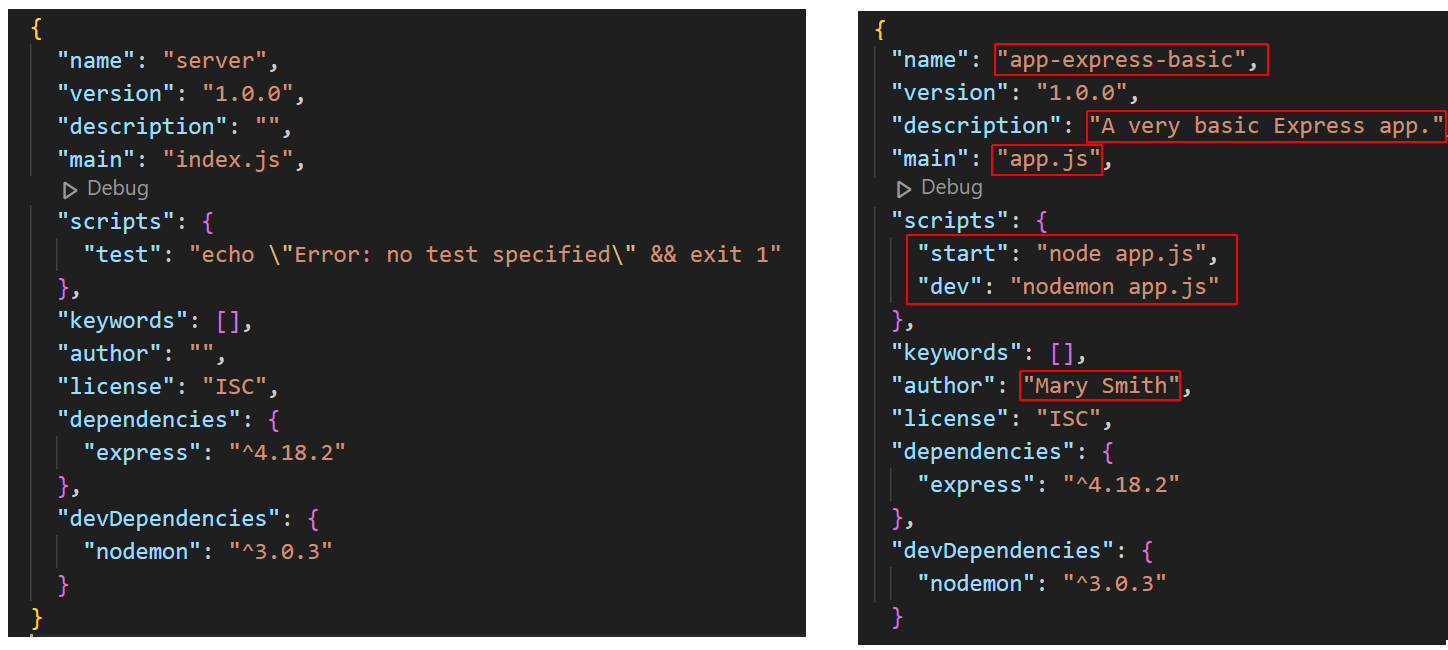 {
  "name": "server",
  "version": "1.0.0",
  "description": "",
  "main": "index.js",
  Debug
  "scripts": {
    "test": "echo \"Error: no test specified\" && exit 1"
  },
  "keywords": [],
  "author": "",
  "license": "ISC",
  "dependencies": {
    "express": "^4.18.2"
  },
  "devDependencies": {
    "nodemon": "^3.0.3"
  }
}
{
  "name": "app-express-basic",
  "version": "1.0.0",
  "description": "A very basic Express app."
  "main": "app.js",
  Debug
  "scripts": {
    "start": "node app.js",
    "dev": "nodemon app.js"
  },
  "keywords": [],
  "author": "Mary Smith",
  "license": "ISC",
  "dependencies": {
    "express": "^4.18.2"
  },
  "devDependencies": {
    "nodemon": "^3.0.3"
  }